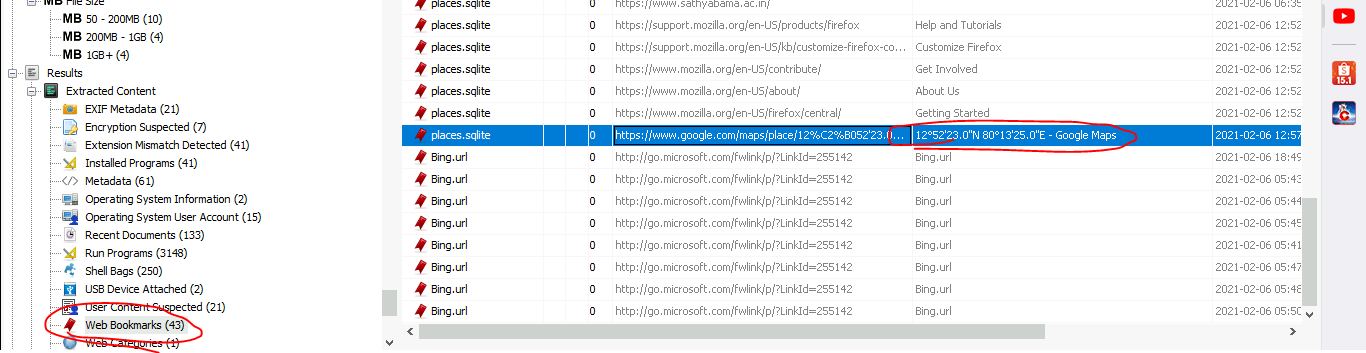 MB File Size
MB 50 - 200MB (10)
MB 200MB - 1GB (4)
MB 1GB+ (4)
Results
Extracted Content
EXIF Metadata (21)
Encryption Suspected (7)
Extension Mismatch Detected (41)
Installed Programs (41)
Metadata (61)
Operating System Information (2)
Operating System User Account (15)
Recent Documents (133)
Run Programs (3148)
Shell Bags (250)
USB Device Attached (2)
User Content Suspected (21)
Web Bookmarks (43)
Web Categories (1)
places.sqlite 0 https://www.sathyabama.ac.in/ 2021-02-06 06:35
places.sqlite 0 https://support.mozilla.org/en-US/products/firefox Help and Tutorials 2021-02-06 12:52
places.sqlite 0 https://support.mozilla.org/en-US/kb/customize-firefox-co... Customize Firefox 2021-02-06 12:52
places.sqlite 0 https://www.mozilla.org/en-US/contribute/ Get Involved 2021-02-06 12:52
places.sqlite 0 https://www.mozilla.org/en-US/about/ About Us 2021-02-06 12:52
places.sqlite 0 https://www.mozilla.org/en-US/firefox/central/ Getting Started 2021-02-06 12:52
places.sqlite 0 https://www.google.com/maps/place/12%C2%B052'23.0... 12°52'23.0"N 80°13'25.0"E - Google Maps 2021-02-06 12:57
Bing.url 0 http://go.microsoft.com/fwlink/p/?LinkId=255142 Bing.url 2021-02-06 18:49
Bing.url 0 http://go.microsoft.com/fwlink/p/?LinkId=255142 Bing.url 2021-02-06 05:43
Bing.url 0 http://go.microsoft.com/fwlink/p/?LinkId=255142 Bing.url 2021-02-06 05:44
Bing.url 0 http://go.microsoft.com/fwlink/p/?LinkId=255142 Bing.url 2021-02-06 05:45
Bing.url 0 http://go.microsoft.com/fwlink/p/?LinkId=255142 Bing.url 2021-02-06 05:41
Bing.url 0 http://go.microsoft.com/fwlink/p/?LinkId=255142 Bing.url 2021-02-06 05:47
Bing.url 0 http://go.microsoft.com/fwlink/p/?LinkId=255142 Bing.url 2021-02-06 05:48
Bing.url 0 http://go.microsoft.com/fwlink/p/?LinkId=255142 Bing.url 2021-02-06 05:50
15.1